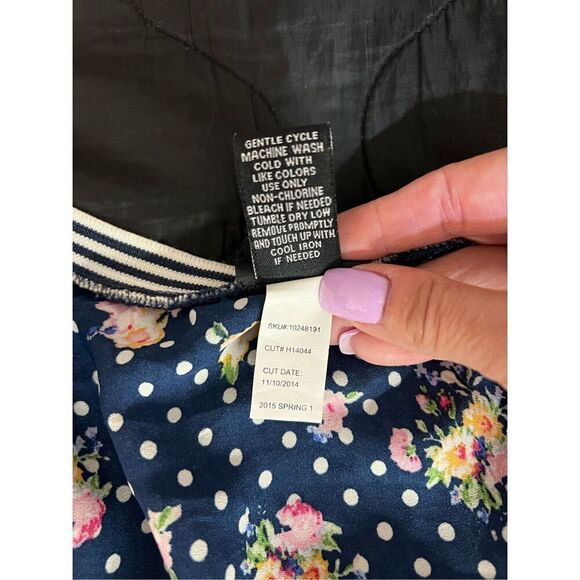 GENTLE CYCLE
MACHINE WASH
COLD WITH
LIKE COLORS
USE ONLY
NON-CHLORINE
BLEACH IF NEEDED
TUMBLE DRY LOW
REMOVE PROMPTLY
AND TOUCH UP WITH
COOL IRON
IF NEEDED
SKU#:10248191
CUT# H14044
CUT DATE:
11/10/2014
2015 SPRING 1